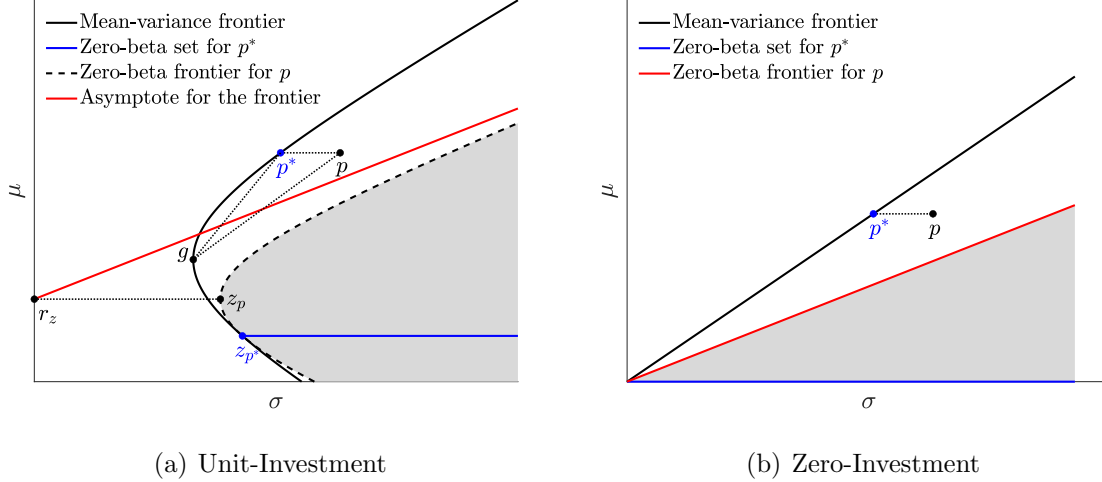 Mean-variance frontier
Zero-beta set for p*
Zero-beta frontier for p
Asymptote for the frontier
μ
p*
p
g
z_p
r_z
z_{p*}
σ
(a) Unit-Investment
Mean-variance frontier
Zero-beta set for p*
Zero-beta frontier for p
μ
p*
p
σ
(b) Zero-Investment